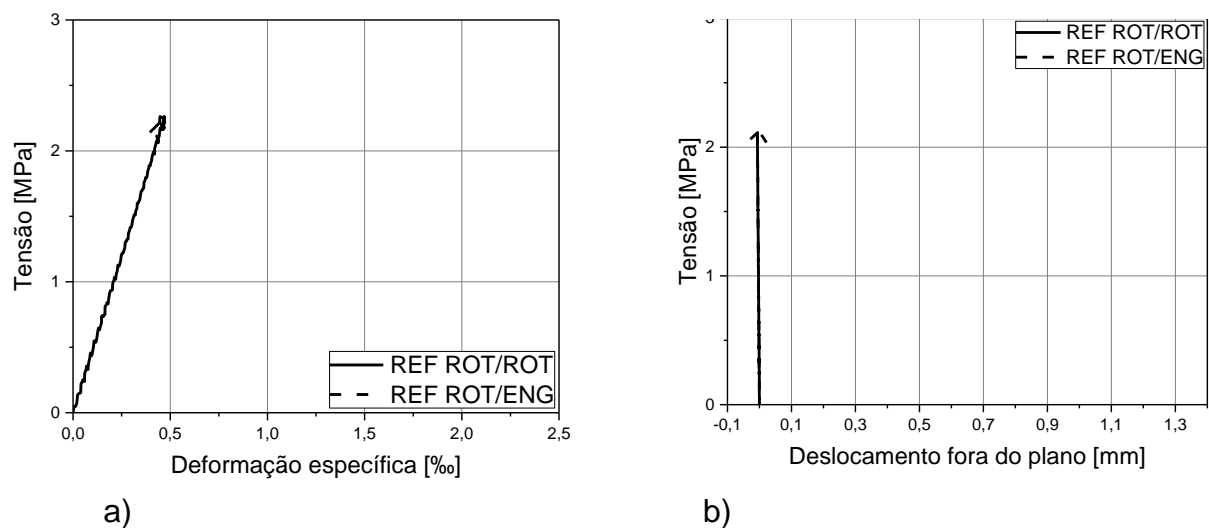 3
2
1
0
Tensão [MPa]
REF ROT/ROT
REF ROT/ENG
0,0 0,5 1,0 1,5 2,0 2,5
Deformação específica [‰]
a)
3
2
1
0
Tensão [MPa]
REF ROT/ROT
REF ROT/ENG
-0,1 0,1 0,3 0,5 0,7 0,9 1,1 1,3
Deslocamento fora do plano [mm]
b)